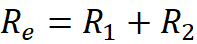 Rₑ = R₁ + R₂